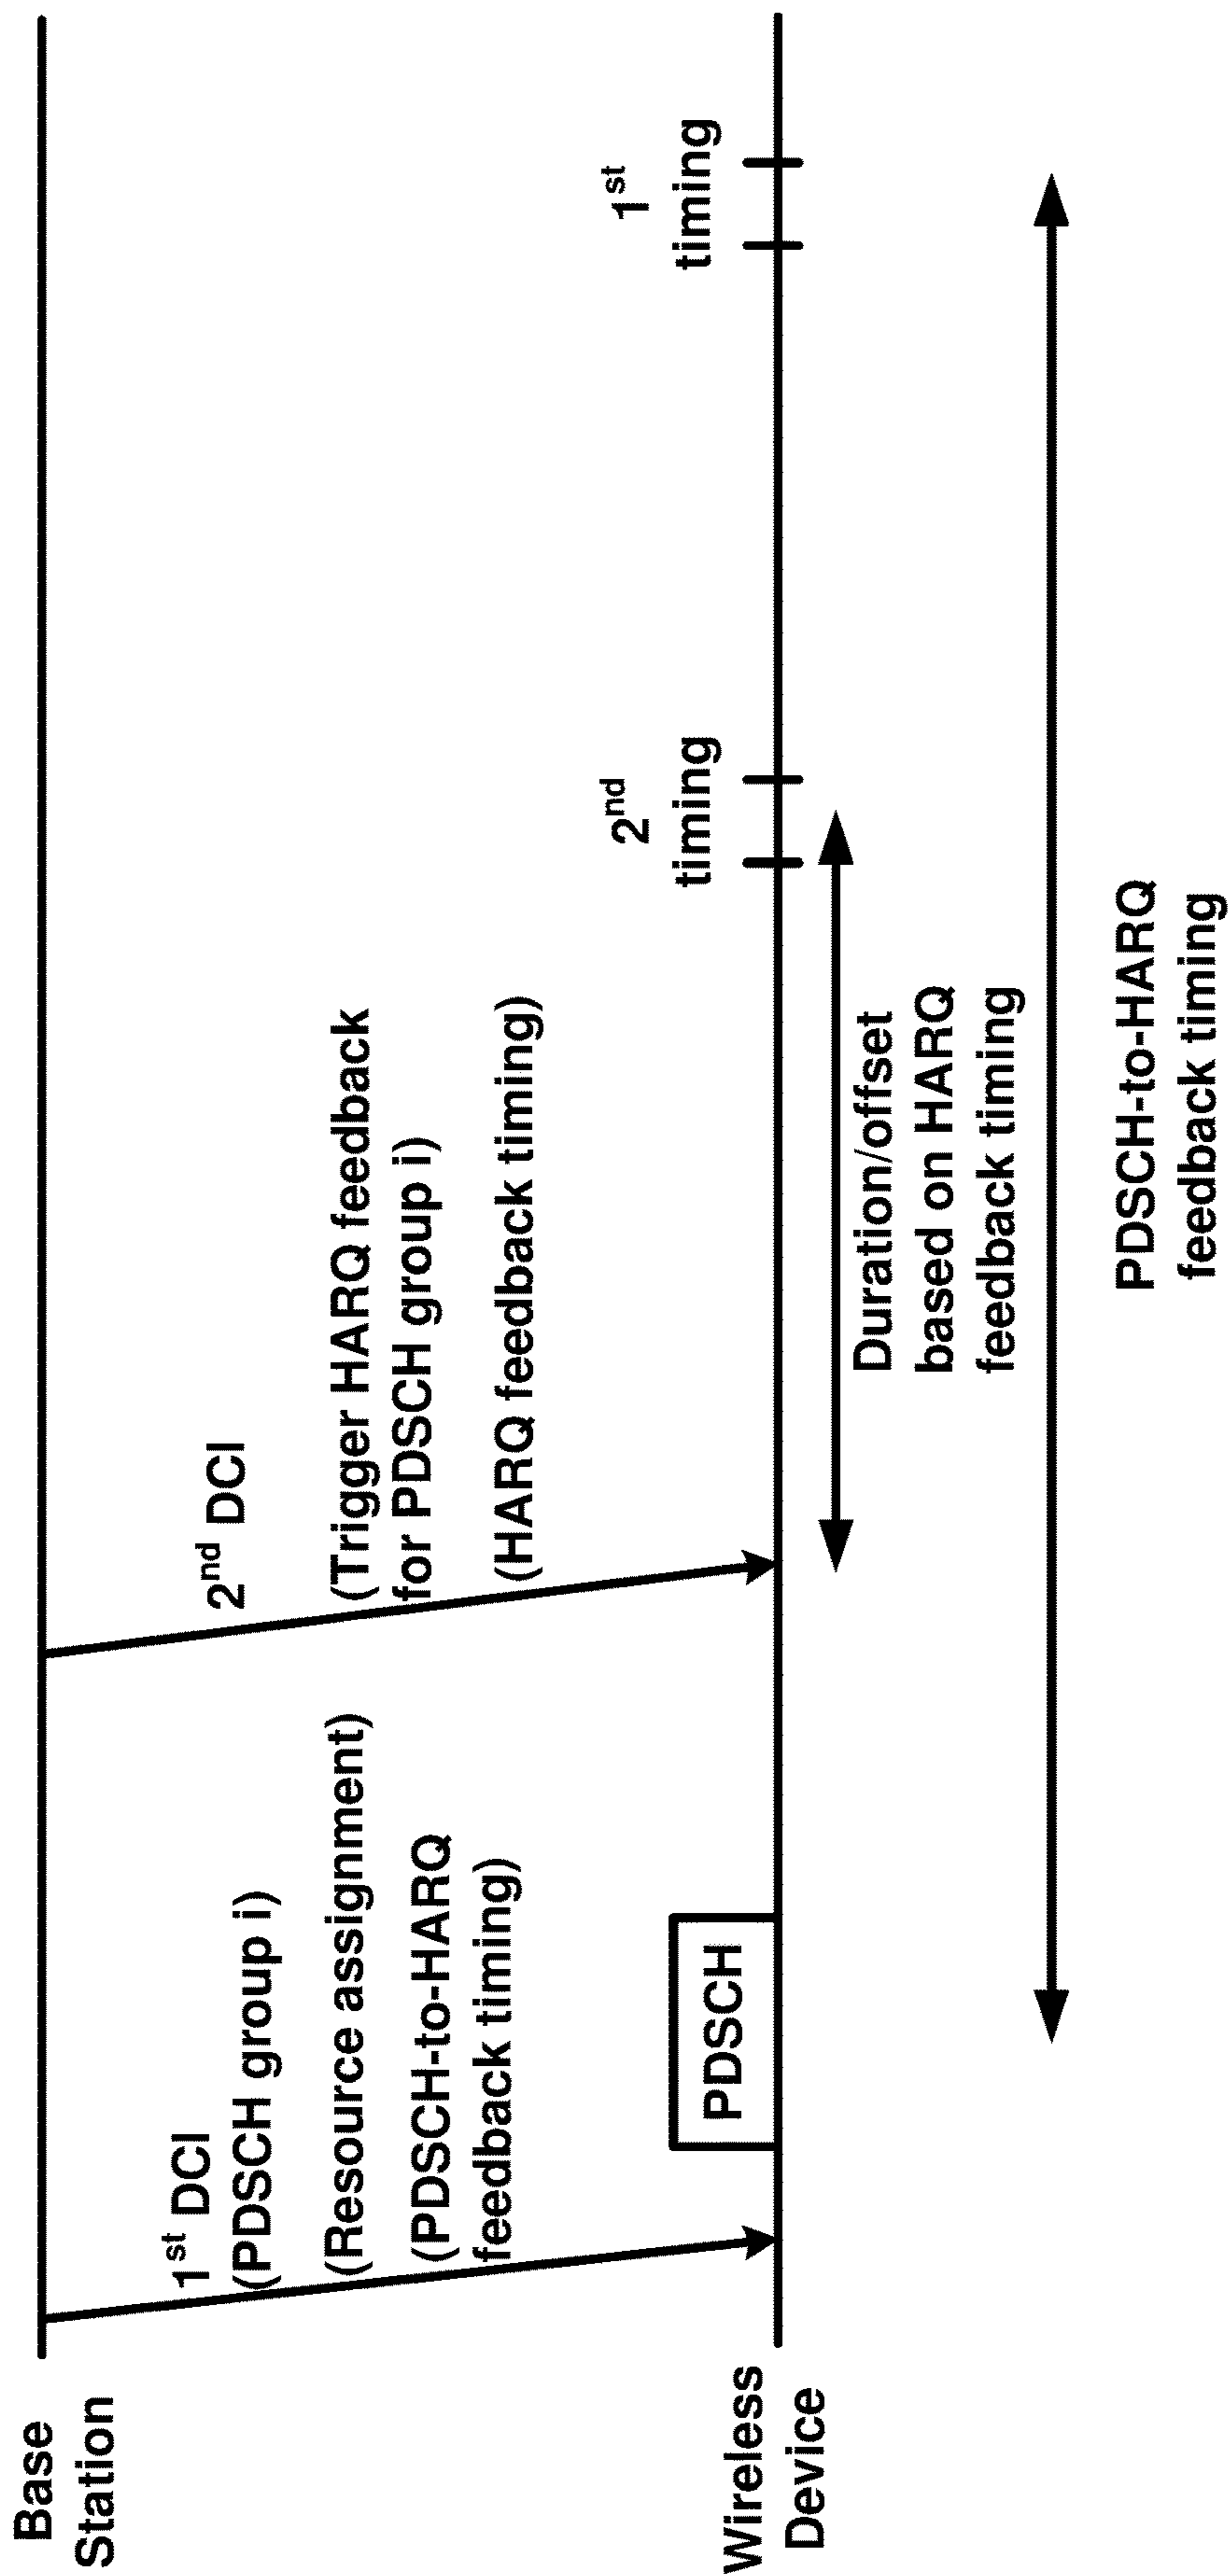 Base
Station
1st DCI
(PDSCH group i)
(Resource assignment)
(PDSCH-to-HARQ
feedback timing)
2nd DCI
(Trigger HARQ feedback
for PDSCH group i)
(HARQ feedback timing)
Wireless
Device
PDSCH
2nd
timing
1st
timing
Duration/offset
based on HARQ
feedback timing
PDSCH-to-HARQ
feedback timing